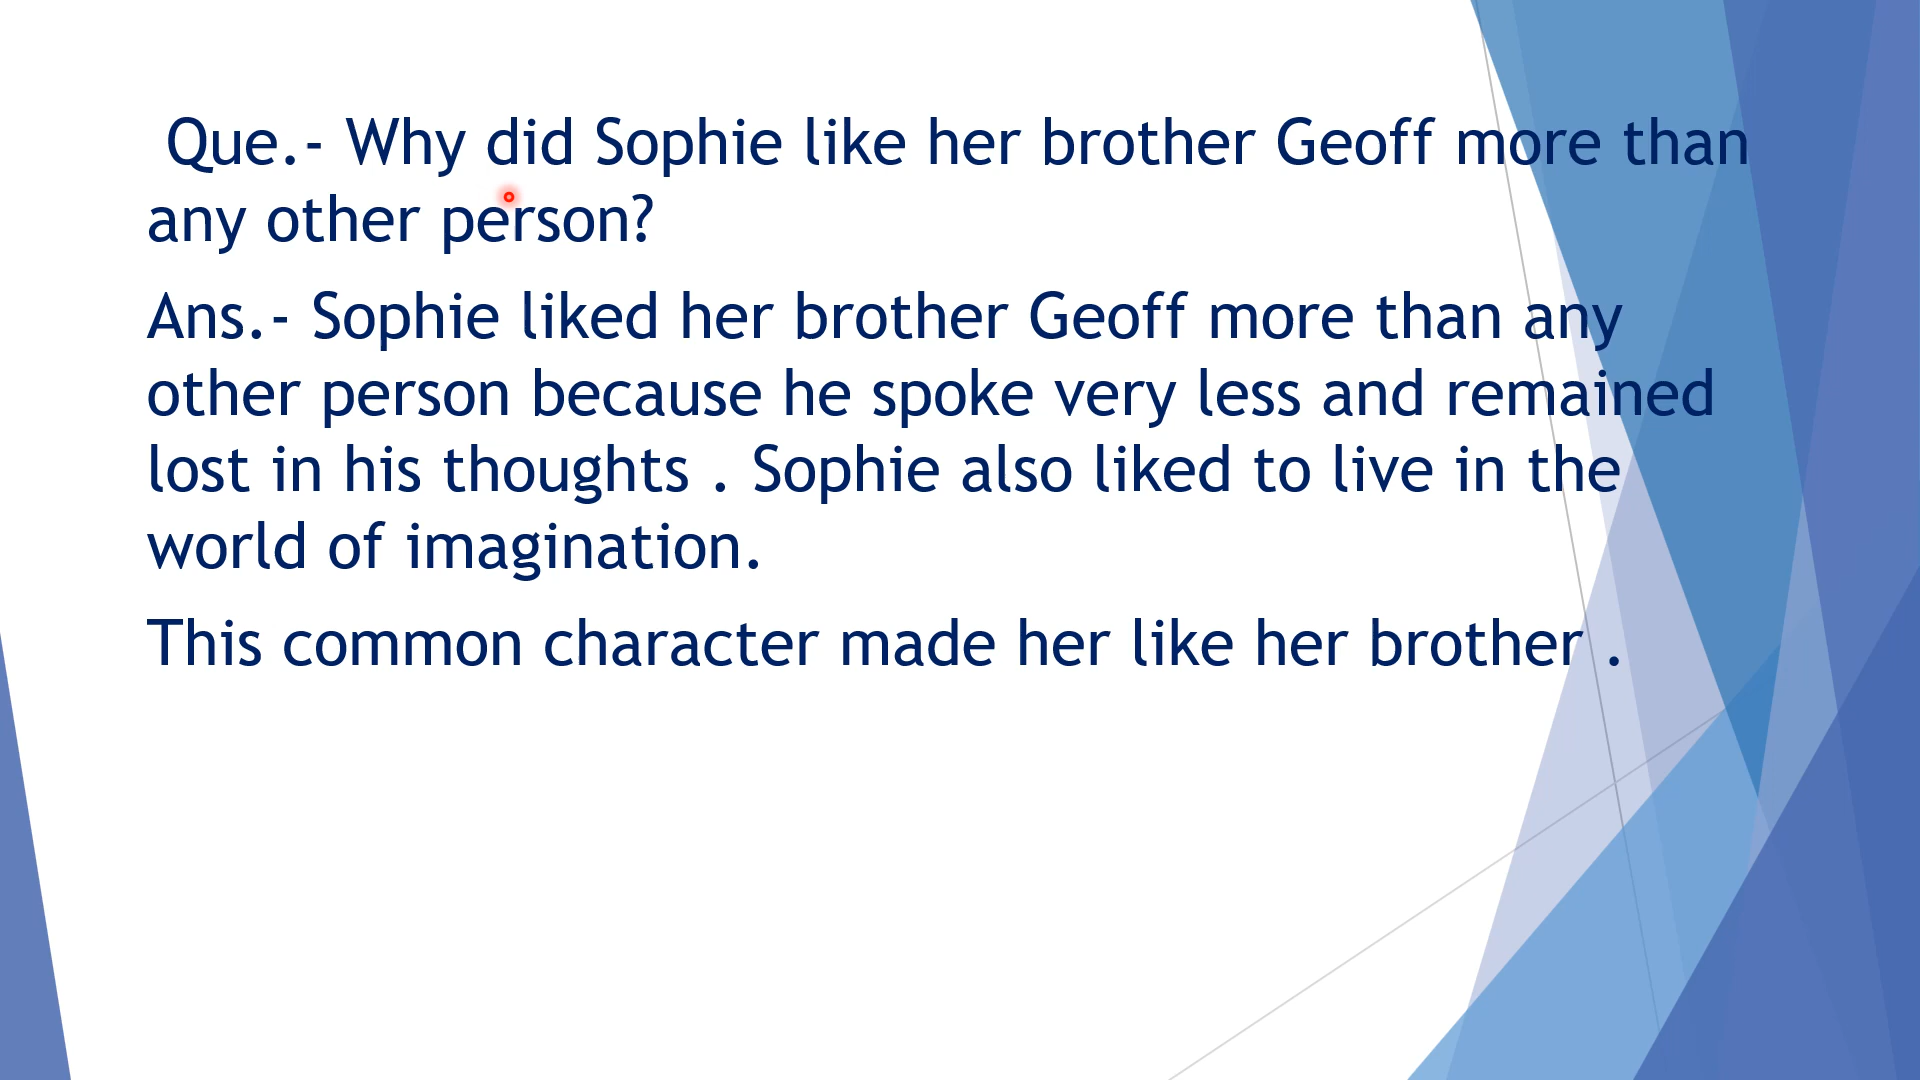 Que.- Why did Sophie like her brother Geoff more than
any other person?
Ans.- Sophie liked her brother Geoff more than any
other person because he spoke very less and remained
lost in his thoughts . Sophie also liked to live in the
world of imagination.
This common character made her like her brother .